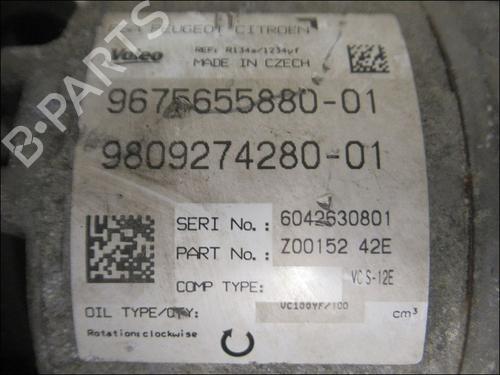 PEUGEOT CITROEN
Valeo
REF: R134a/1234yf
MADE IN CZECH
9675655880-01
9809274280-01
SERI No.: 6042630801
PART No.: Z00152 42E
COMP TYPE: VC S-12E
OIL TYPE/QTY: VC100YF/100 cm³
Rotation:clockwise
B-PARTS